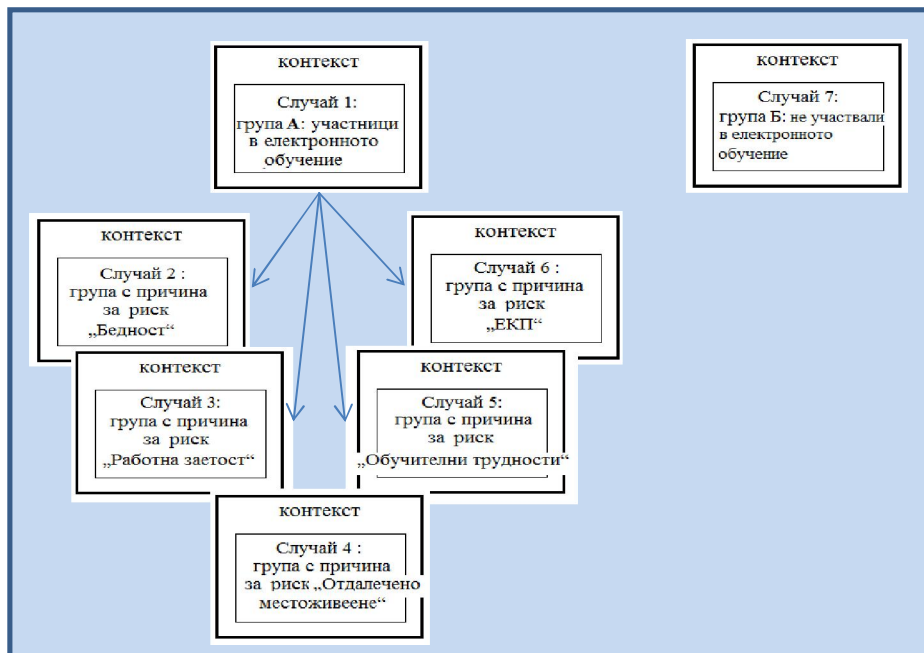 контекст
Случай 1:
група А: участници
в електронното
обучение
контекст
Случай 7:
група Б: не участвали
в електронното
обучение
контекст
Случай 2 :
група с причина
за риск
„Бедност“
контекст
Случай 6 :
група с причина
за риск
„ЕКП“
контекст
Случай 3:
група с причина
за риск
„Работна заетост“
контекст
Случай 5:
група с причина
за риск
„Обучителни трудности“
контекст
Случай 4 :
група с причина
за риск „Отдалечено
местоживеене“